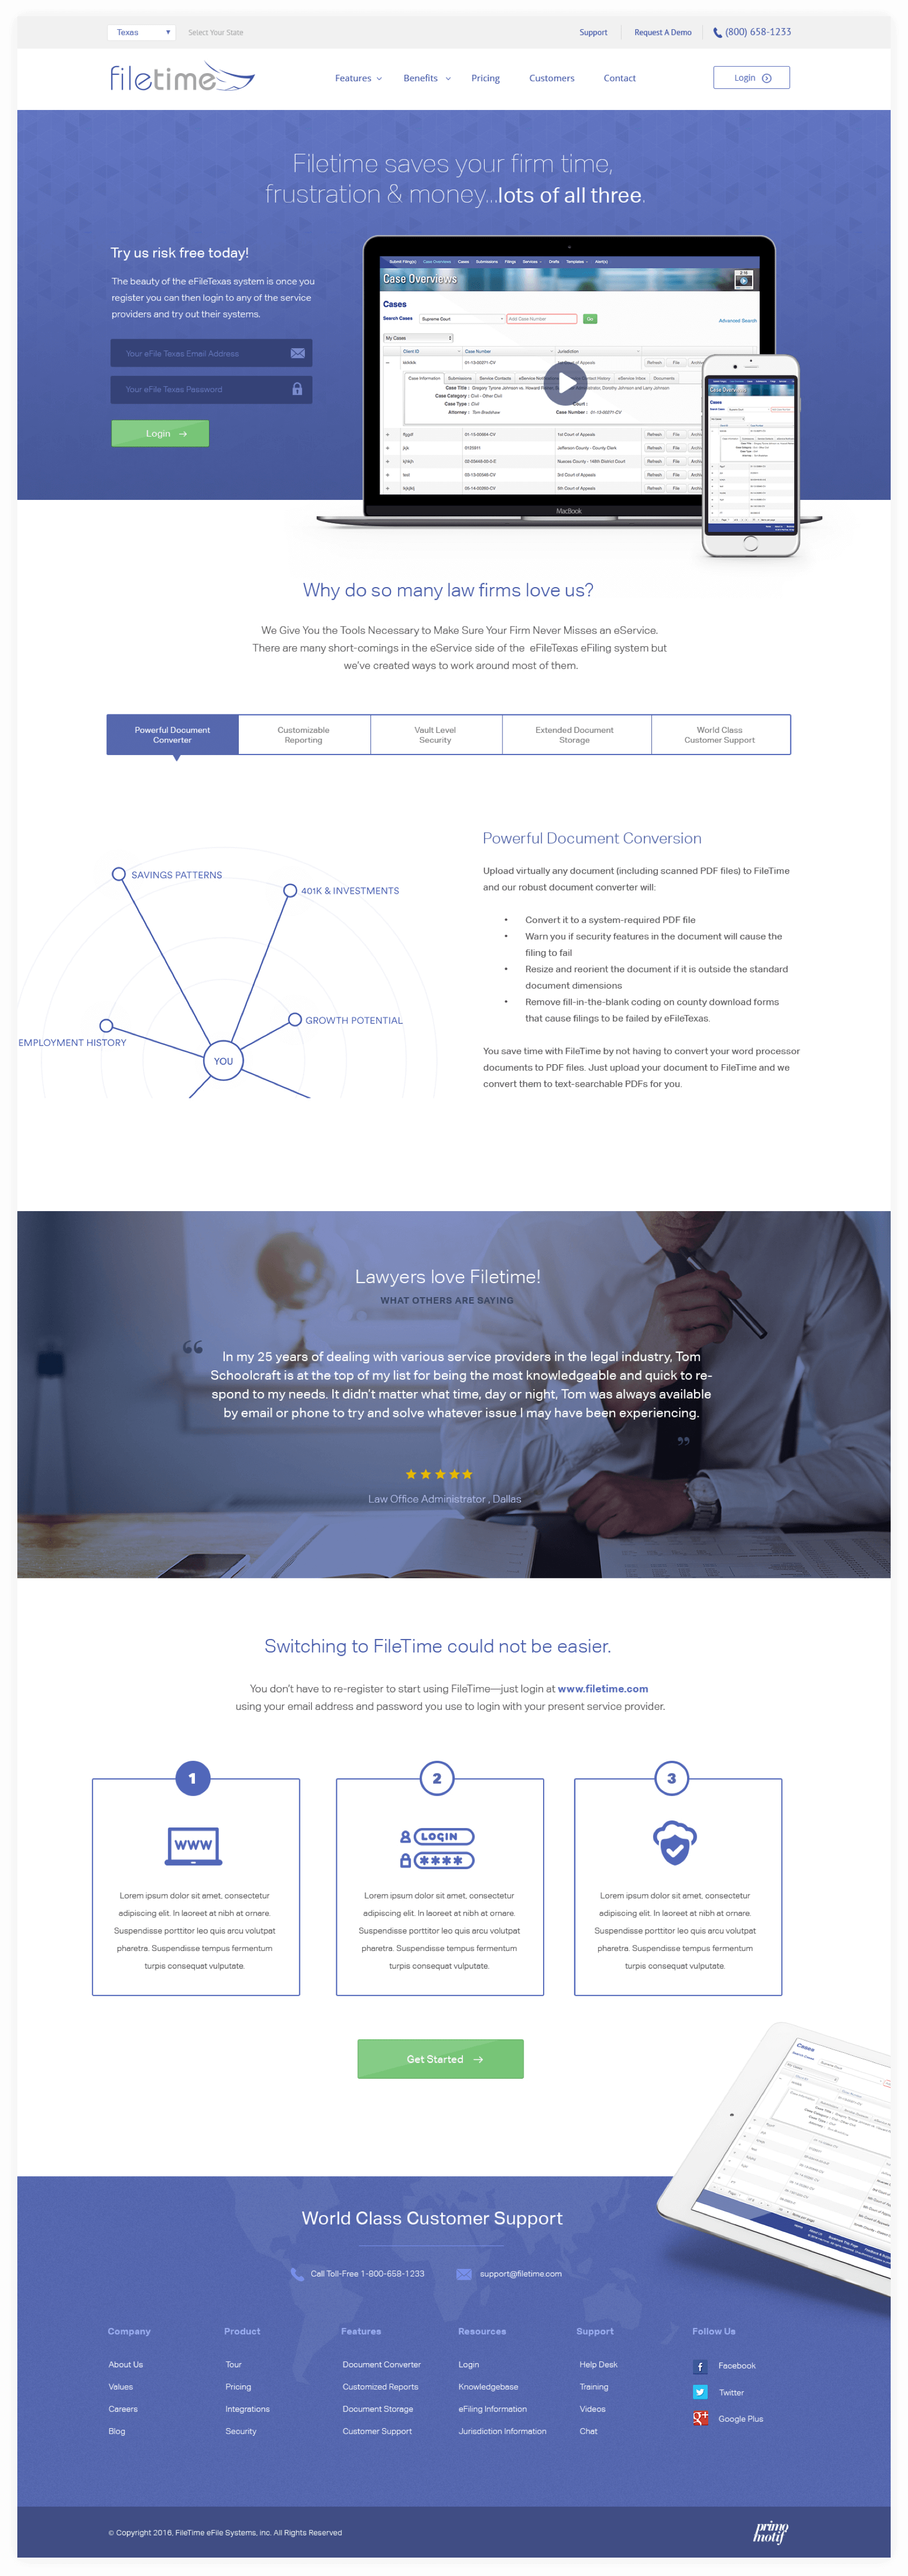 Texas
Select Your State
Support
Request A Demo
(800) 658-1233
filetime
Features
Benefits
Pricing
Customers
Contact
Login
Filetime saves your firm time,
frustration & money...lots of all three.
Try us risk free today!
The beauty of the eFileTexas system is once you
register you can then login to any of the service
providers and try out their systems.
Your eFile Texas Email Address
Your eFile Texas Password
Login
Case Overviews
Cases
Search Cases
Supreme Court
Add Case Number
Go
Advanced Search
My Cases
Client ID
Case Number
Jurisdiction
MacBook
Why do so many law firms love us?
We Give You the Tools Necessary to Make Sure Your Firm Never Misses an eService.
There are many short-comings in the eService side of the eFileTexas eFiling system but
we've created ways to work around most of them.
Powerful Document
Converter
Customizable
Reporting
Vault Level
Security
Extended Document
Storage
World Class
Customer Support
SAVINGS PATTERNS
401K & INVESTMENTS
GROWTH POTENTIAL
EMPLOYMENT HISTORY
YOU
Powerful Document Conversion
Upload virtually any document (including scanned PDF files) to FileTime
and our robust document converter will:
• Convert it to a system-required PDF file
• Warn you if security features in the document will cause the
filing to fail
• Resize and reorient the document if it is outside the standard
document dimensions
• Remove fill-in-the-blank coding on county download forms
that cause filings to be failed by eFileTexas.
You save time with FileTime by not having to convert your word processor
documents to PDF files. Just upload your document to FileTime and we
convert them to text-searchable PDFs for you.
Lawyers love Filetime!
WHAT OTHERS ARE SAYING
“ In my 25 years of dealing with various service providers in the legal industry, Tom
Schoolcraft is at the top of my list for being the most knowledgeable and quick to re-
spond to my needs. It didn't matter what time, day or night, Tom was always available
by email or phone to try and solve whatever issue I may have been experiencing.
”
Law Office Administrator , Dallas
Switching to FileTime could not be easier.
You don't have to re-register to start using FileTime—just login at www.filetime.com
using your email address and password you use to login with your present service provider.
1
WWW
Lorem ipsum dolor sit amet, consectetur
adipiscing elit. In laoreet at nibh at ornare.
Suspendisse porttitor leo quis arcu volutpat
pharetra. Suspendisse tempus fermentum
turpis consequat vulputate.
2
LOGIN
****
Lorem ipsum dolor sit amet, consectetur
adipiscing elit. In laoreet at nibh at ornare.
Suspendisse porttitor leo quis arcu volutpat
pharetra. Suspendisse tempus fermentum
turpis consequat vulputate.
3
Lorem ipsum dolor sit amet, consectetur
adipiscing elit. In laoreet at nibh at ornare.
Suspendisse porttitor leo quis arcu volutpat
pharetra. Suspendisse tempus fermentum
turpis consequat vulputate.
Get Started
Cases
World Class Customer Support
Call Toll-Free 1-800-658-1233
support@filetime.com
Company
About Us
Values
Careers
Blog
Product
Tour
Pricing
Integrations
Security
Features
Document Converter
Customized Reports
Document Storage
Customer Support
Resources
Login
Knowledgebase
eFiling Information
Jurisdiction Information
Support
Help Desk
Training
Videos
Chat
Follow Us
Facebook
Twitter
Google Plus
© Copyright 2016, FileTime eFile Systems, inc. All Rights Reserved
primo
motif